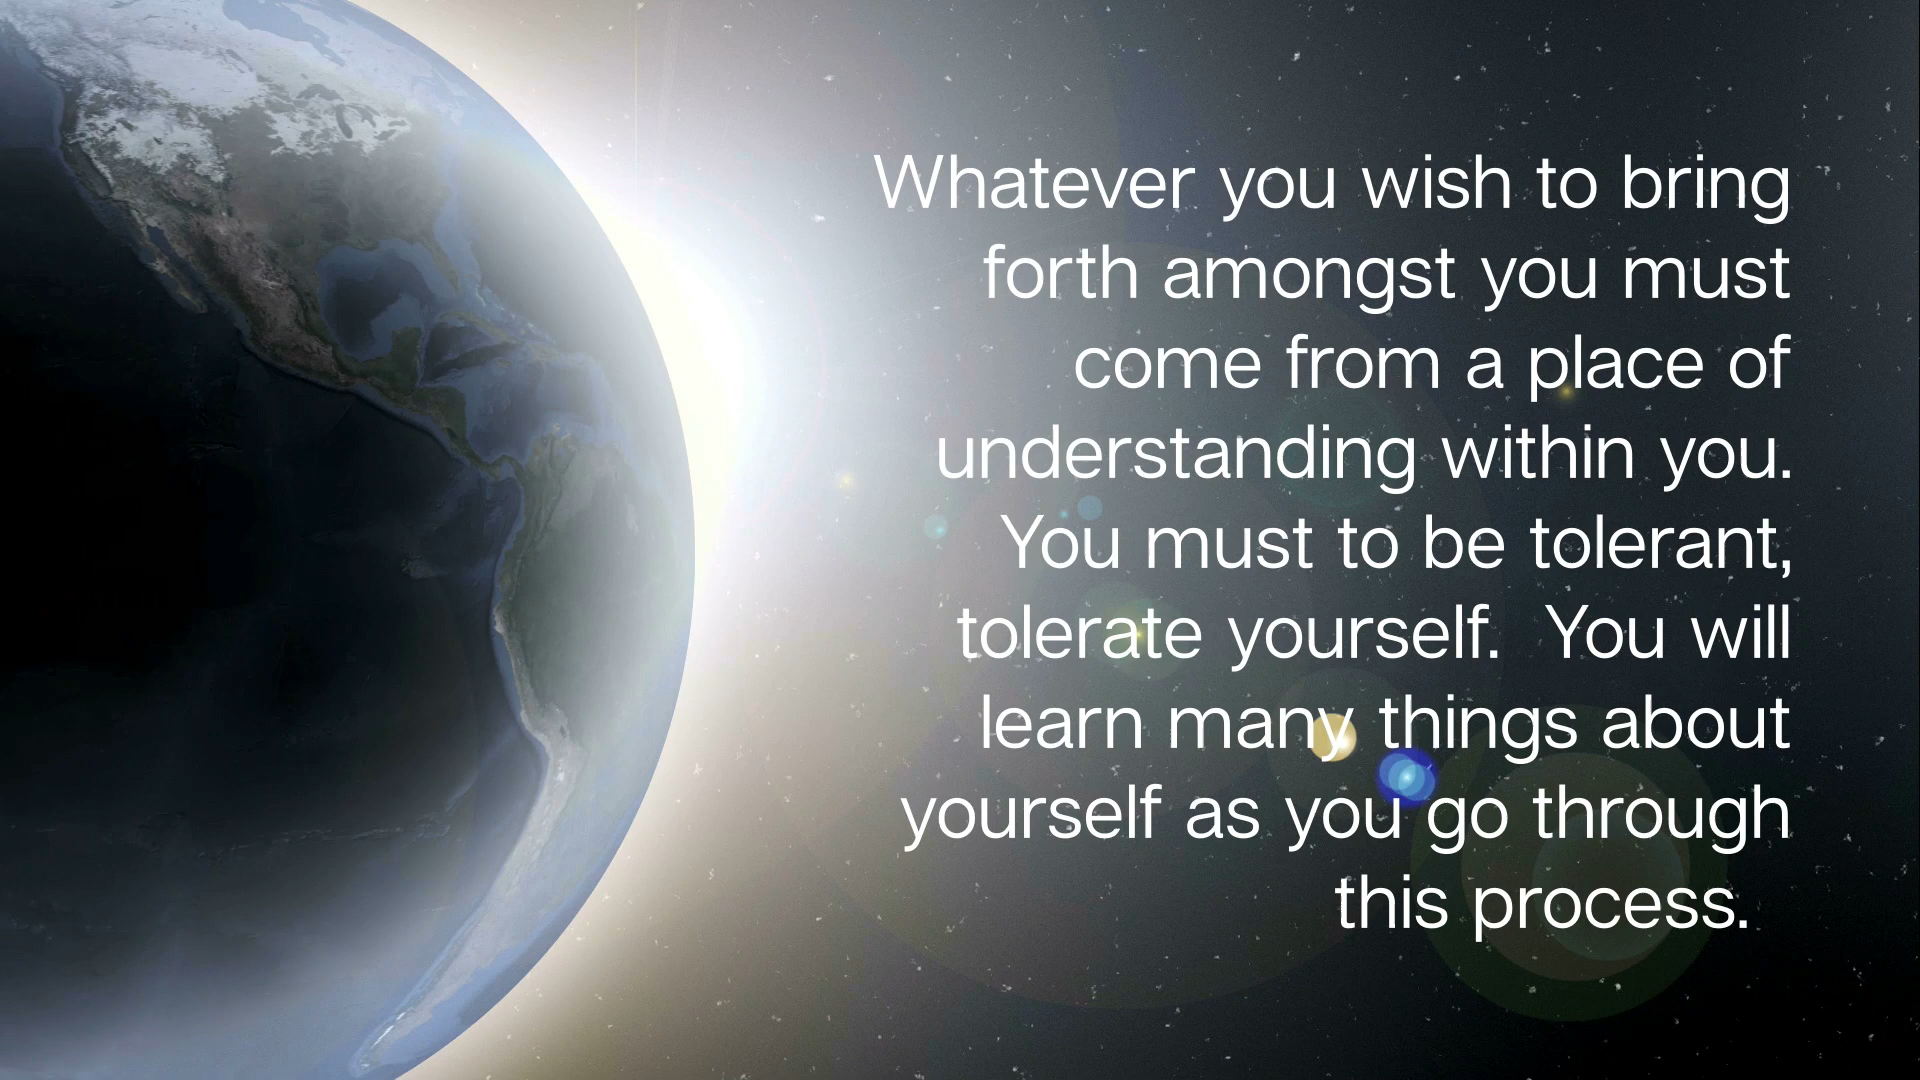 Whatever you wish to bring
forth amongst you must
come from a place of
understanding within you.
You must to be tolerant,
tolerate yourself.  You will
learn many things about
yourself as you go through
this process.